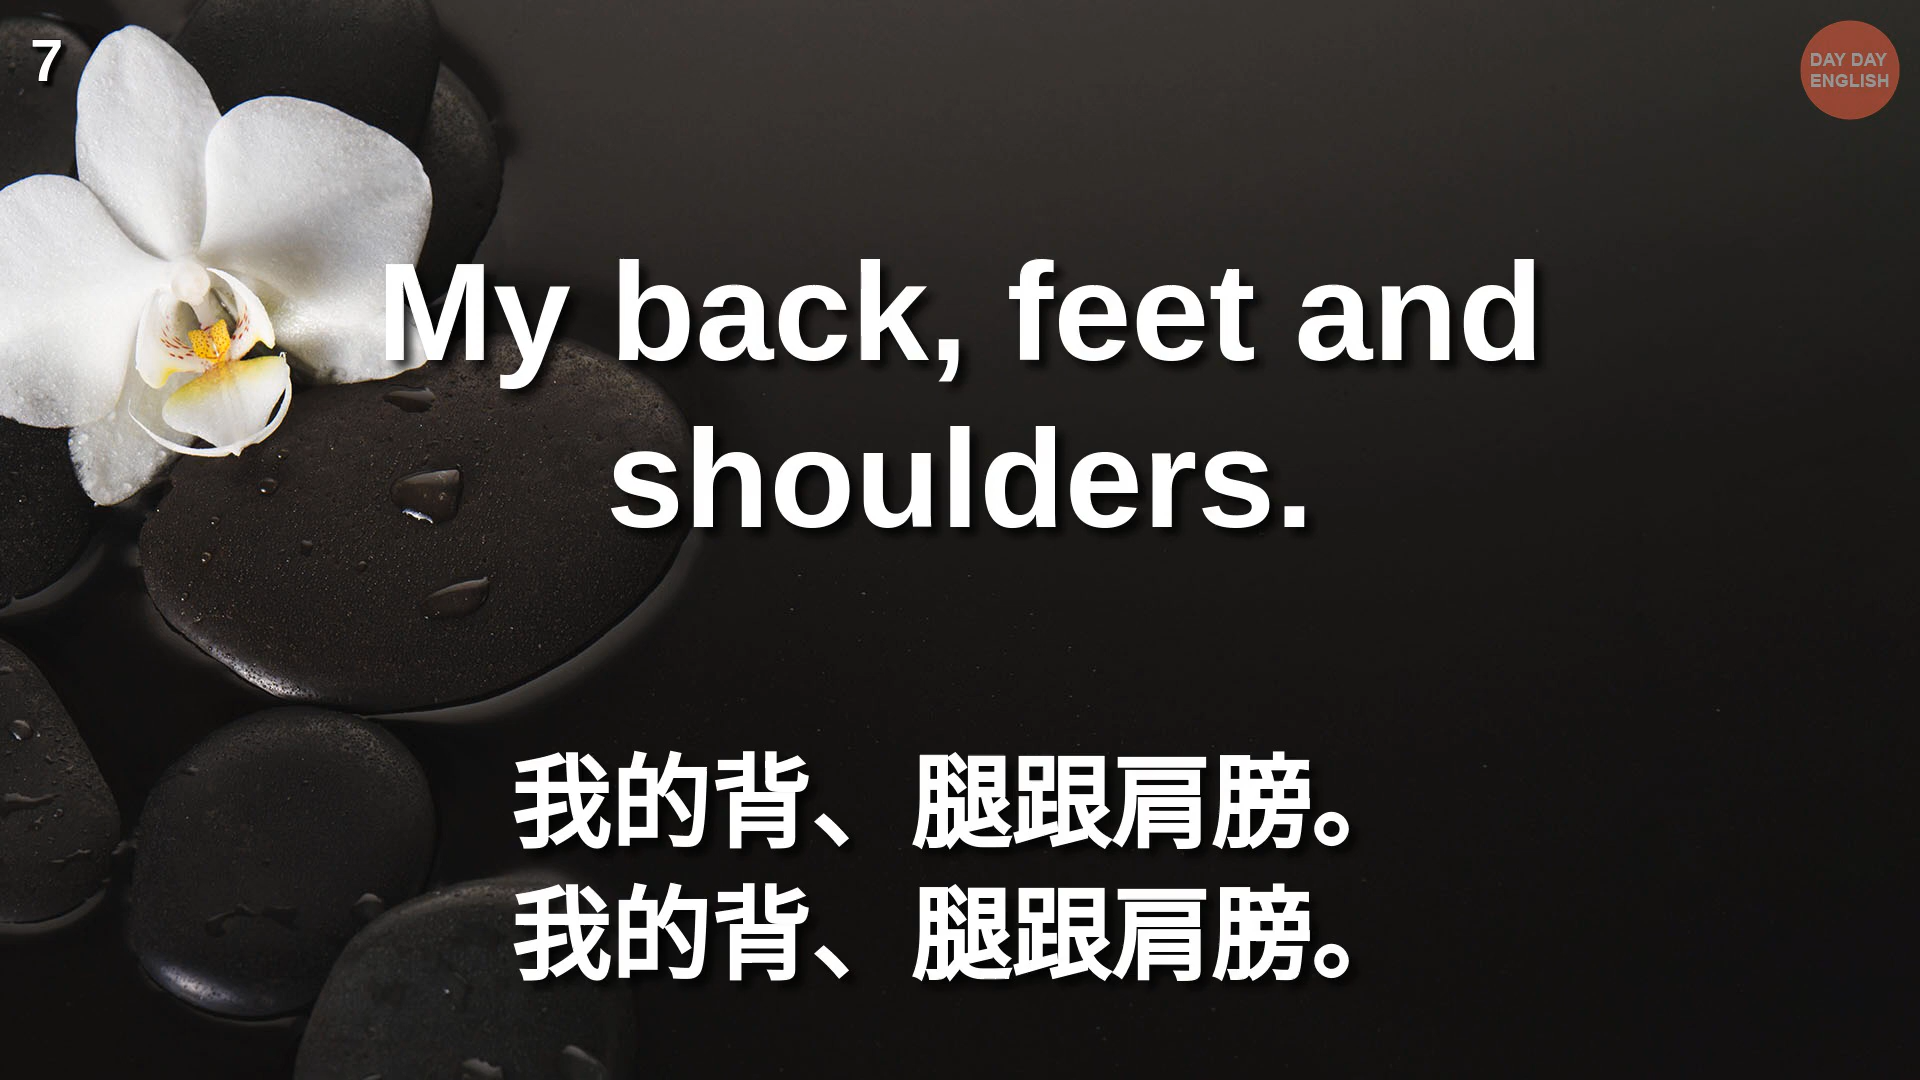 7
DAY DAY
ENGLISH
My back, feet and
shoulders.
我的背、腿跟肩膀。
我的背、腿跟肩膀。